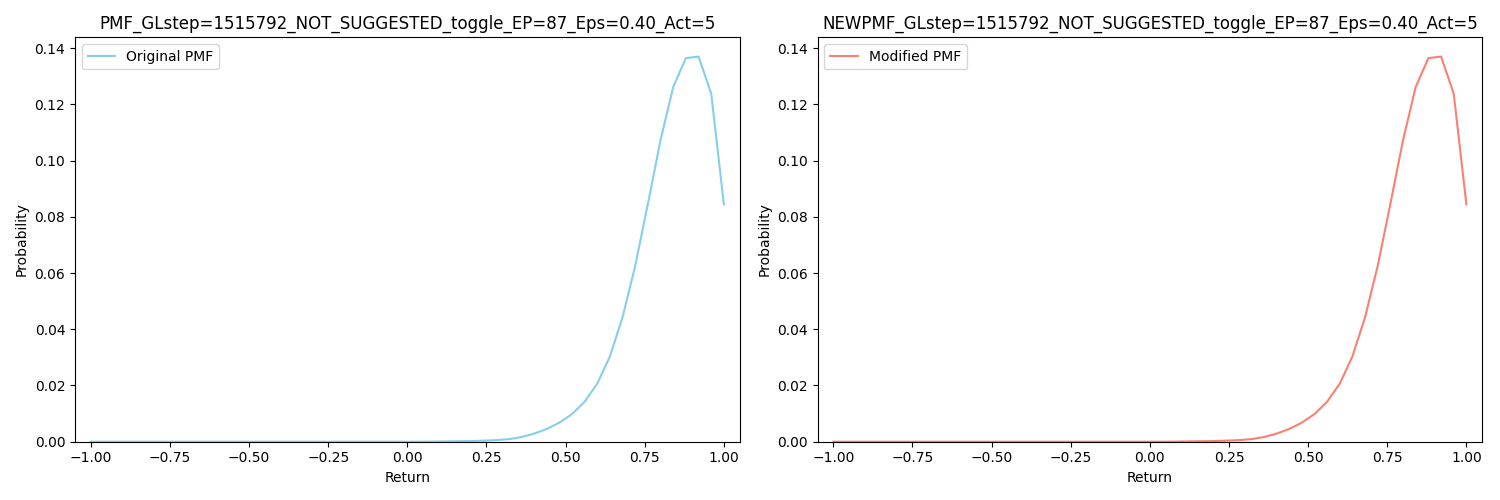 PMF_GLstep=1515792_NOT_SUGGESTED_toggle_EP=87_Eps=0.40_Act=5
Original PMF
0.14
0.12
0.10
0.08
0.06
0.04
0.02
0.00
Probability
−1.00 −0.75 −0.50 −0.25 0.00 0.25 0.50 0.75 1.00
Return
NEWPMF_GLstep=1515792_NOT_SUGGESTED_toggle_EP=87_Eps=0.40_Act=5
Modified PMF
0.14
0.12
0.10
0.08
0.06
0.04
0.02
0.00
Probability
−1.00 −0.75 −0.50 −0.25 0.00 0.25 0.50 0.75 1.00
Return